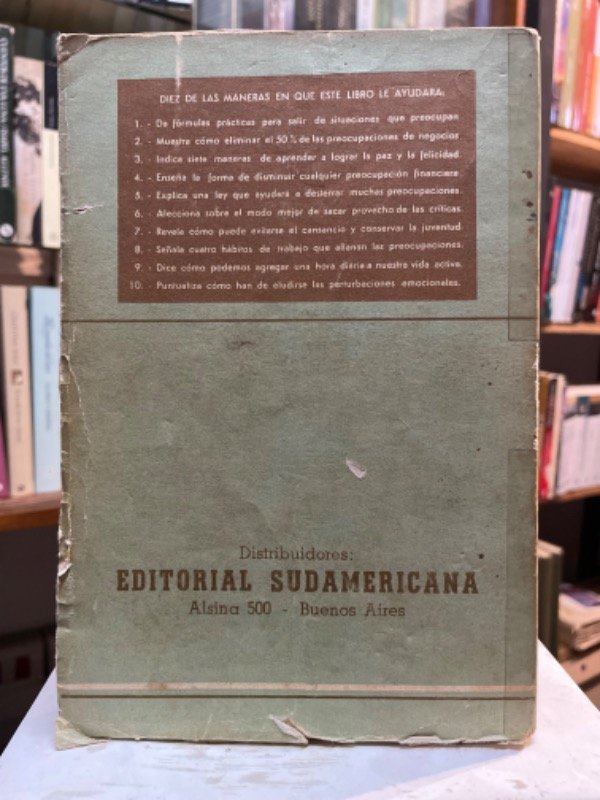 DIEZ DE LAS MANERAS EN QUE ESTE LIBRO LE AYUDARA:
1. - Da fórmulas prácticas para salir de situaciones que preocupan.
2. - Muestra cómo eliminar el 50 % de las preocupaciones de negocios.
3. - Indica siete maneras de aprender a lograr la paz y la felicidad.
4. - Enseña la forma de disminuir cualquier preocupación financiera.
5. - Explica una ley que ayudará a desterrar muchas preocupaciones.
6. - Alecciona sobre el modo mejor de sacar provecho de las críticas.
7. - Revela cómo puede evitarse el cansancio y conservar la juventud.
8. - Señala cuatro hábitos de trabajo que allanan las preocupaciones.
9. - Dice cómo podemos agregar una hora diaria a nuestra vida activa.
10. - Puntualiza cómo han de eludirse las perturbaciones emocionales.
Distribuidores:
EDITORIAL SUDAMERICANA
Alsina 500 - Buenos Aires